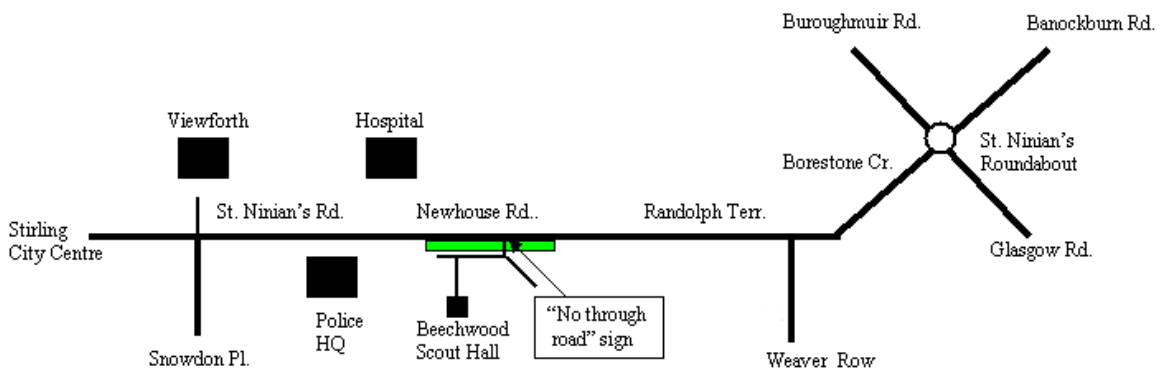 Buroughmuir Rd.
Banockburn Rd.
Viewforth
Hospital
St. Ninian's
Roundabout
Borestone Cr.
St. Ninian's Rd.
Newhouse Rd..
Randolph Terr.
Stirling
City Centre
Glasgow Rd.
"No through
road" sign
Police
HQ
Beechwood
Scout Hall
Snowdon Pl.
Weaver Row